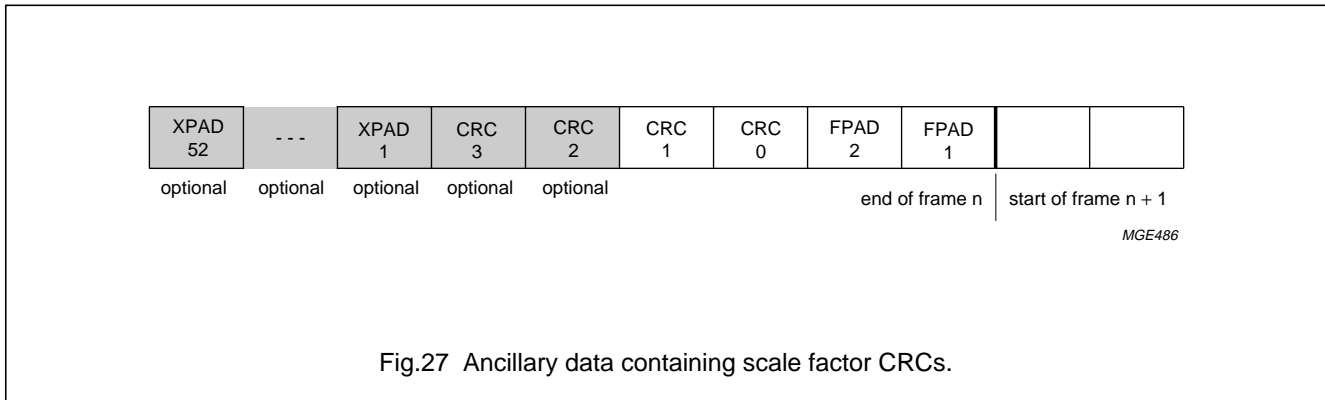 XPAD 52
- - -
XPAD 1
CRC 3
CRC 2
CRC 1
CRC 0
FPAD 2
FPAD 1
optional optional optional optional optional
end of frame n start of frame n + 1
MGE486
Fig.27 Ancillary data containing scale factor CRCs.